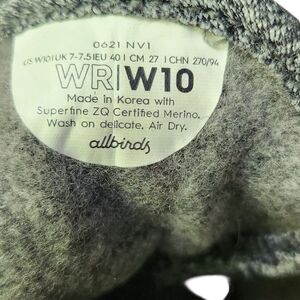 0621 NV1
US W10 | UK 7-7.5 | EU 40 | CM 27 | CHN 270/94
WR|W10
Made in Korea with
Superfine ZQ Certified Merino.
Wash on delicate. Air Dry.
allbirds